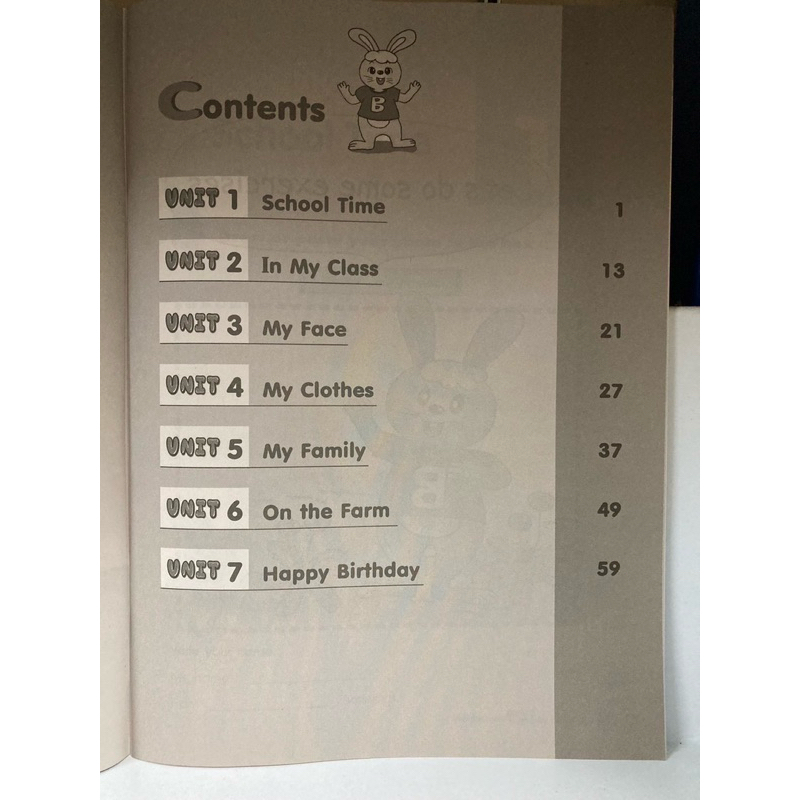 Contents
B
UNIT 1 School Time 1
UNIT 2 In My Class 13
UNIT 3 My Face 21
UNIT 4 My Clothes 27
UNIT 5 My Family 37
UNIT 6 On the Farm 49
UNIT 7 Happy Birthday 59